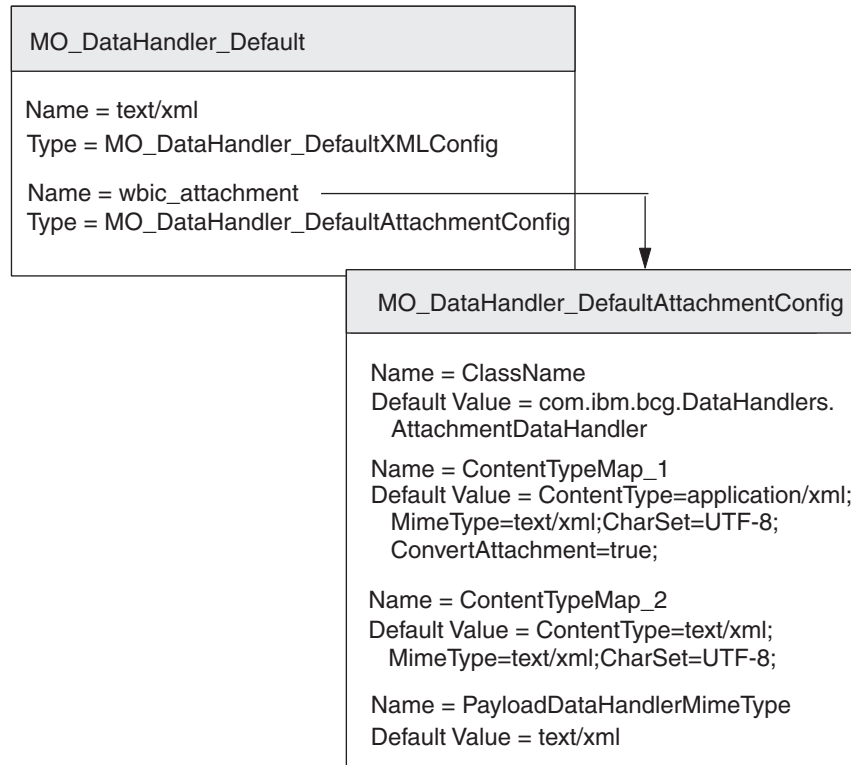 MO_DataHandler_Default
Name = text/xml
Type = MO_DataHandler_DefaultXMLConfig
Name = wbic_attachment
Type = MO_DataHandler_DefaultAttachmentConfig
MO_DataHandler_DefaultAttachmentConfig
Name = ClassName
Default Value = com.ibm.bcg.DataHandlers.
AttachmentDataHandler
Name = ContentTypeMap_1
Default Value = ContentType=application/xml;
MimeType=text/xml;CharSet=UTF-8;
ConvertAttachment=true;
Name = ContentTypeMap_2
Default Value = ContentType=text/xml;
MimeType=text/xml;CharSet=UTF-8;
Name = PayloadDataHandlerMimeType
Default Value = text/xml